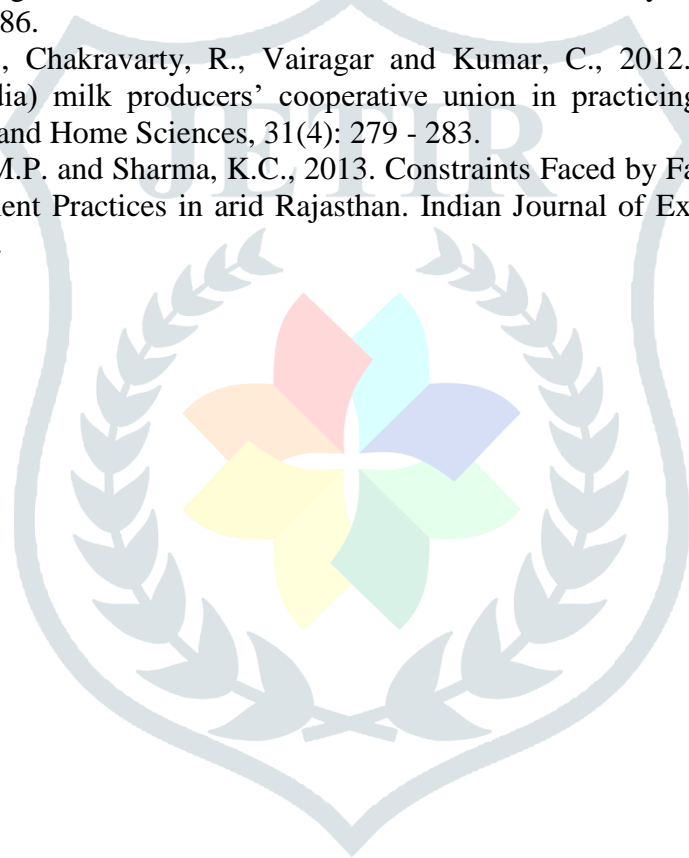 86.
, Chakravarty, R., Vairagar and Kumar, C., 2012.
dia) milk producers’ cooperative union in practicing
and Home Sciences, 31(4): 279 - 283.
JETIR
M.P. and Sharma, K.C., 2013. Constraints Faced by Fa
ent Practices in arid Rajasthan. Indian Journal of Ex